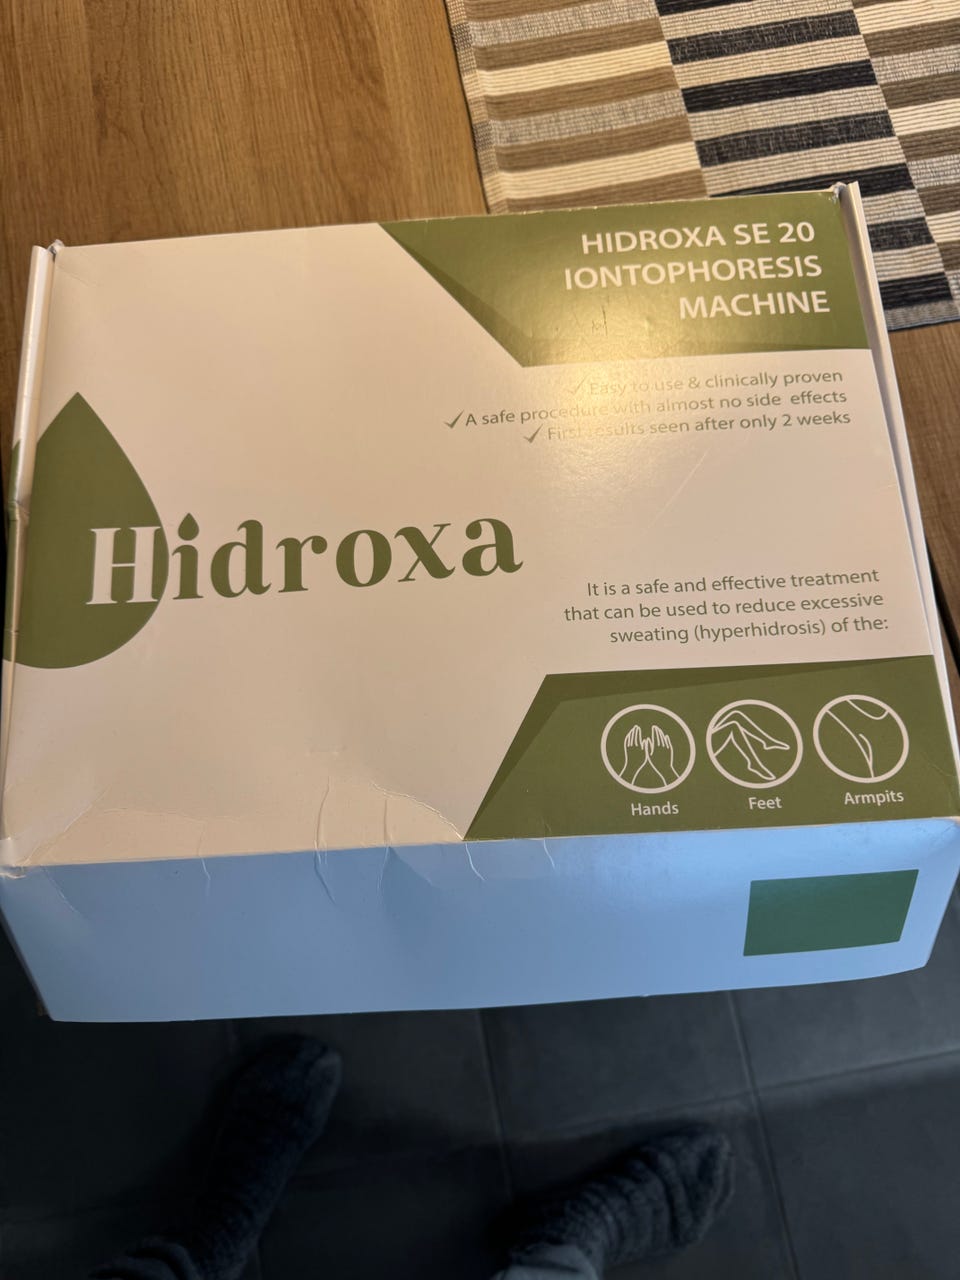 HIDROXA SE 20
IONTOPHORESIS
MACHINE
✓ Easy to use & clinically proven
✓ A safe procedure with almost no side effects
✓ First results seen after only 2 weeks
Hidroxa
It is a safe and effective treatment
that can be used to reduce excessive
sweating (hyperhidrosis) of the:
Hands
Feet
Armpits